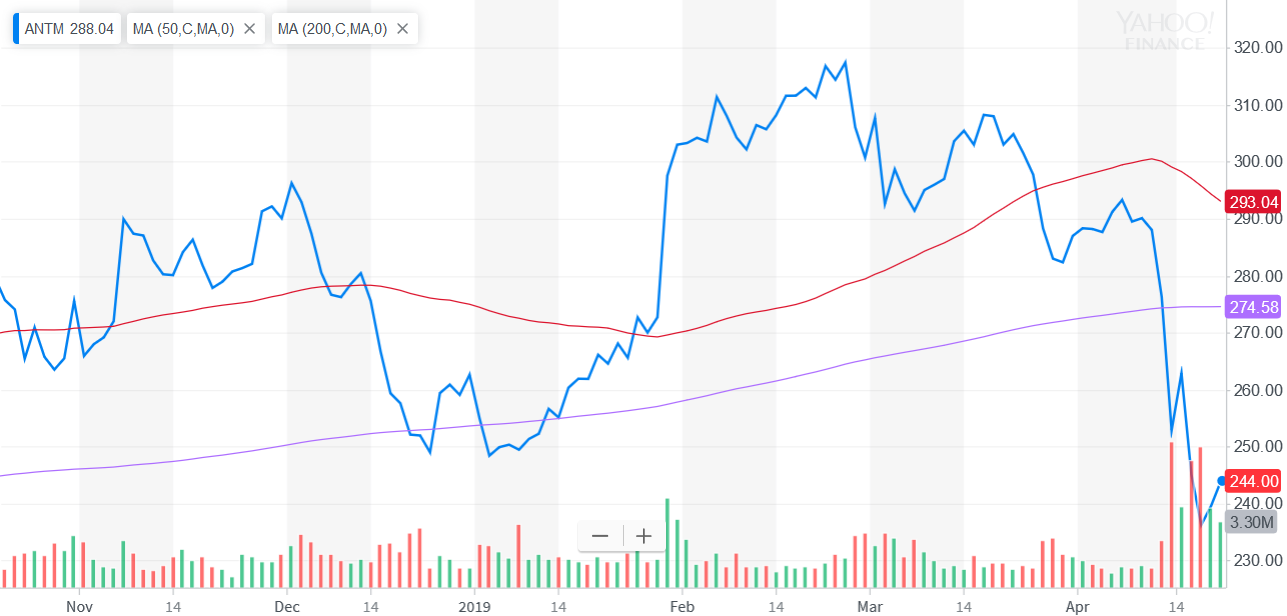 YAHOO!
FINANCE
ANTM 288.04 MA (50,C,MA,0) MA (200,C,MA,0)
320.00
310.00
300.00
293.04
290.00
280.00
274.58
270.00
260.00
250.00
244.00
240.00
3.30M
230.00
Nov 14 Dec 14 2019 14 Feb 14 Mar 14 Apr 14